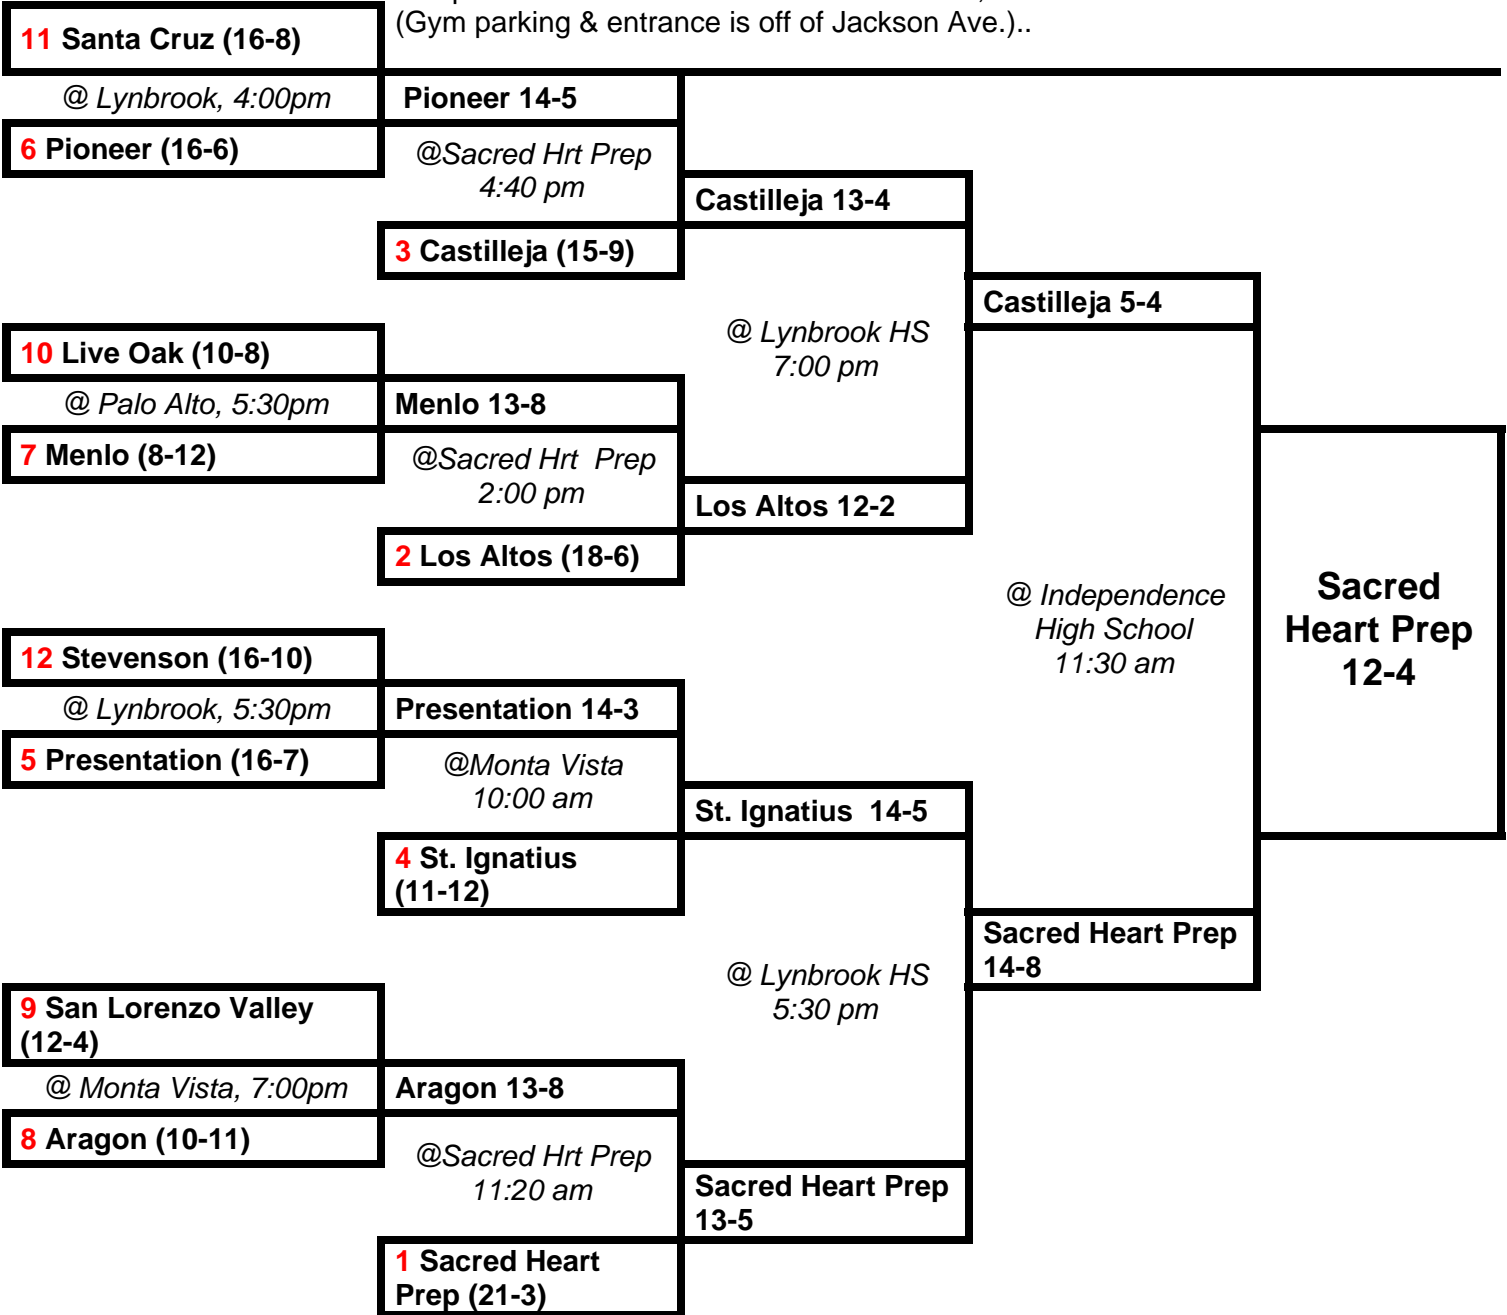 (Gym parking & entrance is off of Jackson Ave.)..
11 Santa Cruz (16-8)
@ Lynbrook, 4:00pm
Pioneer 14-5
6 Pioneer (16-6)
@Sacred Hrt Prep
4:40 pm
Castilleja 13-4
3 Castilleja (15-9)
Castilleja 5-4
@ Lynbrook HS
7:00 pm
10 Live Oak (10-8)
@ Palo Alto, 5:30pm
Menlo 13-8
7 Menlo (8-12)
@Sacred Hrt Prep
2:00 pm
Los Altos 12-2
2 Los Altos (18-6)
@ Independence
High School
11:30 am
Sacred
Heart Prep
12-4
12 Stevenson (16-10)
@ Lynbrook, 5:30pm
Presentation 14-3
5 Presentation (16-7)
@Monta Vista
10:00 am
St. Ignatius 14-5
4 St. Ignatius
(11-12)
Sacred Heart Prep
14-8
@ Lynbrook HS
5:30 pm
9 San Lorenzo Valley
(12-4)
@ Monta Vista, 7:00pm
Aragon 13-8
8 Aragon (10-11)
@Sacred Hrt Prep
11:20 am
Sacred Heart Prep
13-5
1 Sacred Heart
Prep (21-3)